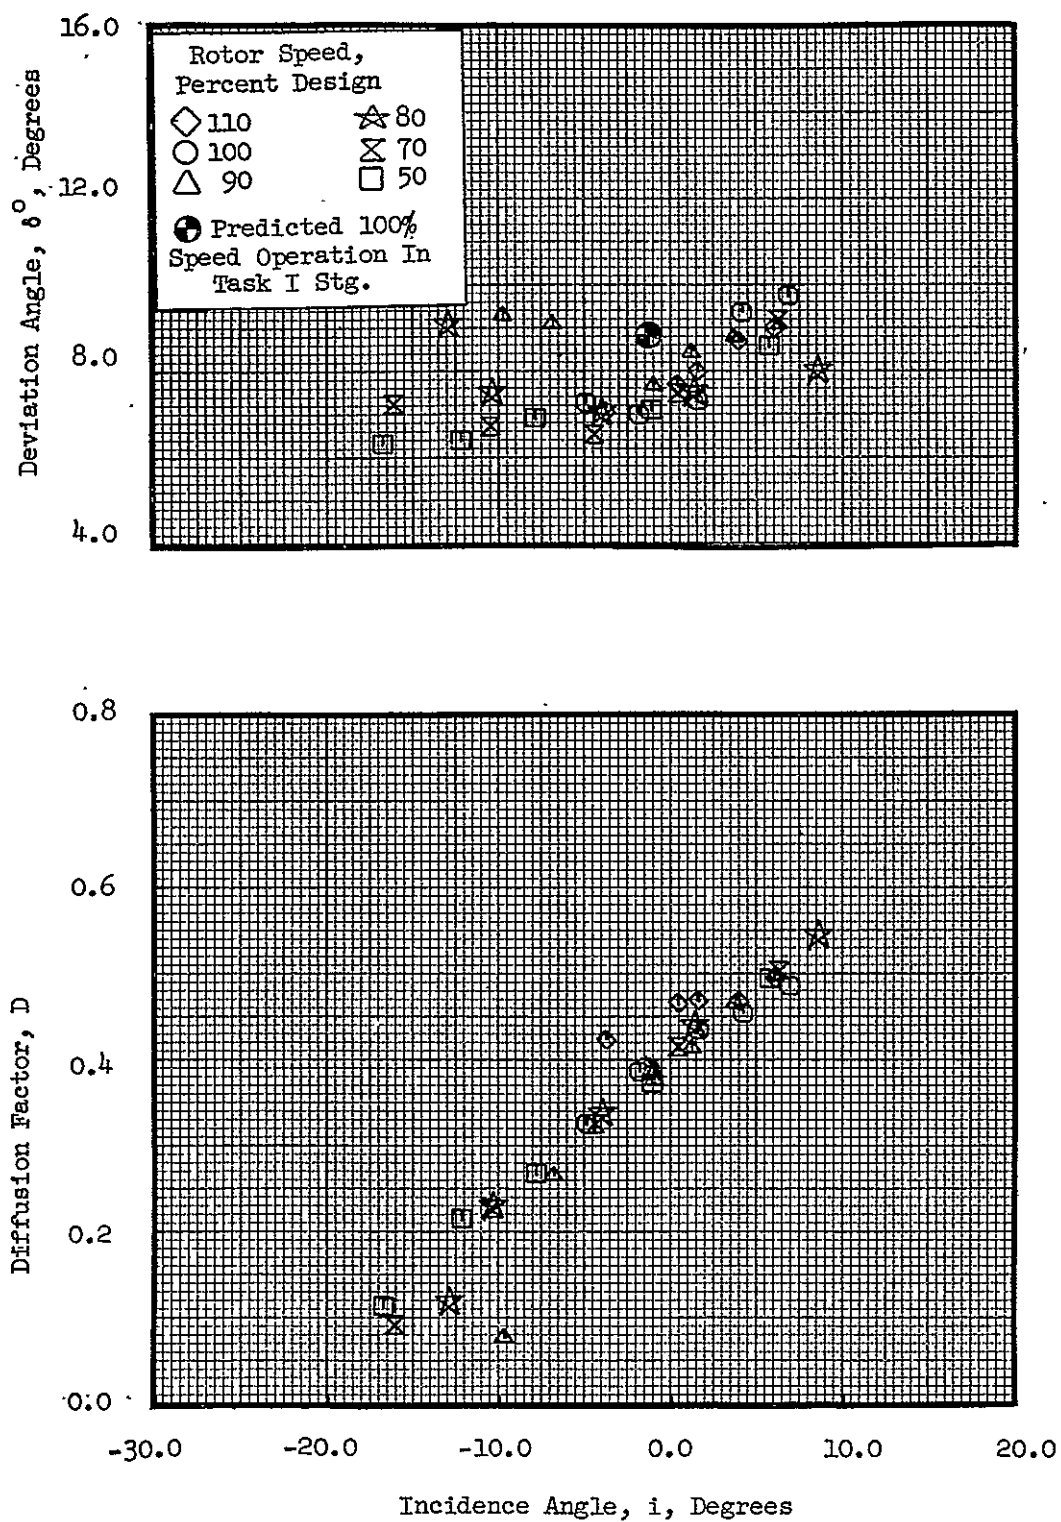 16.0
Rotor Speed,
Percent Design
110
80
100
70
90
50
Predicted 100%
Speed Operation In
Task I Stg.
12.0
8.0
4.0
Deviation Angle, δ°, Degrees
0.8
0.6
0.4
0.2
0.0
Diffusion Factor, D
-30.0 -20.0 -10.0 0.0 10.0 20.0
Incidence Angle, i, Degrees